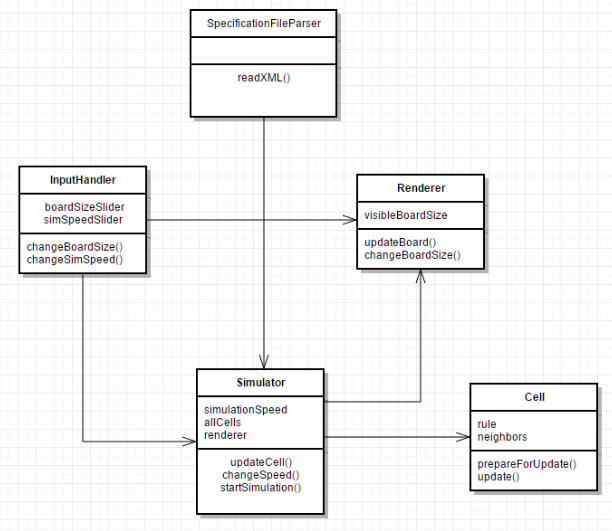 SpecificationFileParser
readXML()
InputHandler
boardSizeSlider
simSpeedSlider
changeBoardSize()
changeSimSpeed()
Renderer
visibleBoardSize
updateBoard()
changeBoardSize()
Simulator
simulationSpeed
allCells
renderer
updateCell()
changeSpeed()
startSimulation()
Cell
rule
neighbors
prepareForUpdate()
update()